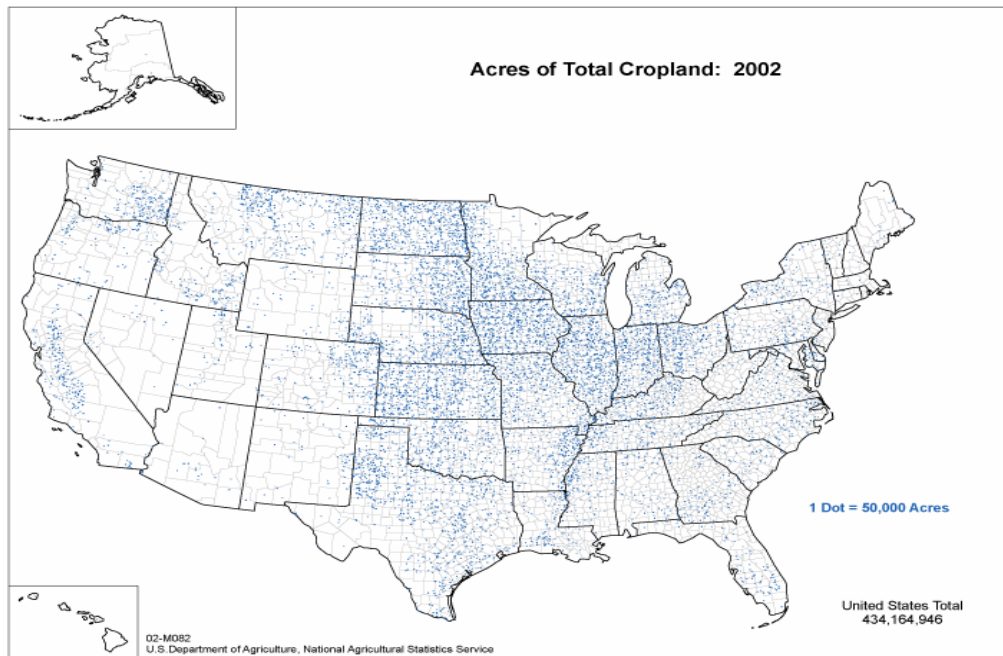 Acres of Total Cropland: 2002
1 Dot = 50,000 Acres
United States Total
434,164,946
02-M082
U.S. Department of Agriculture, National Agricultural Statistics Service